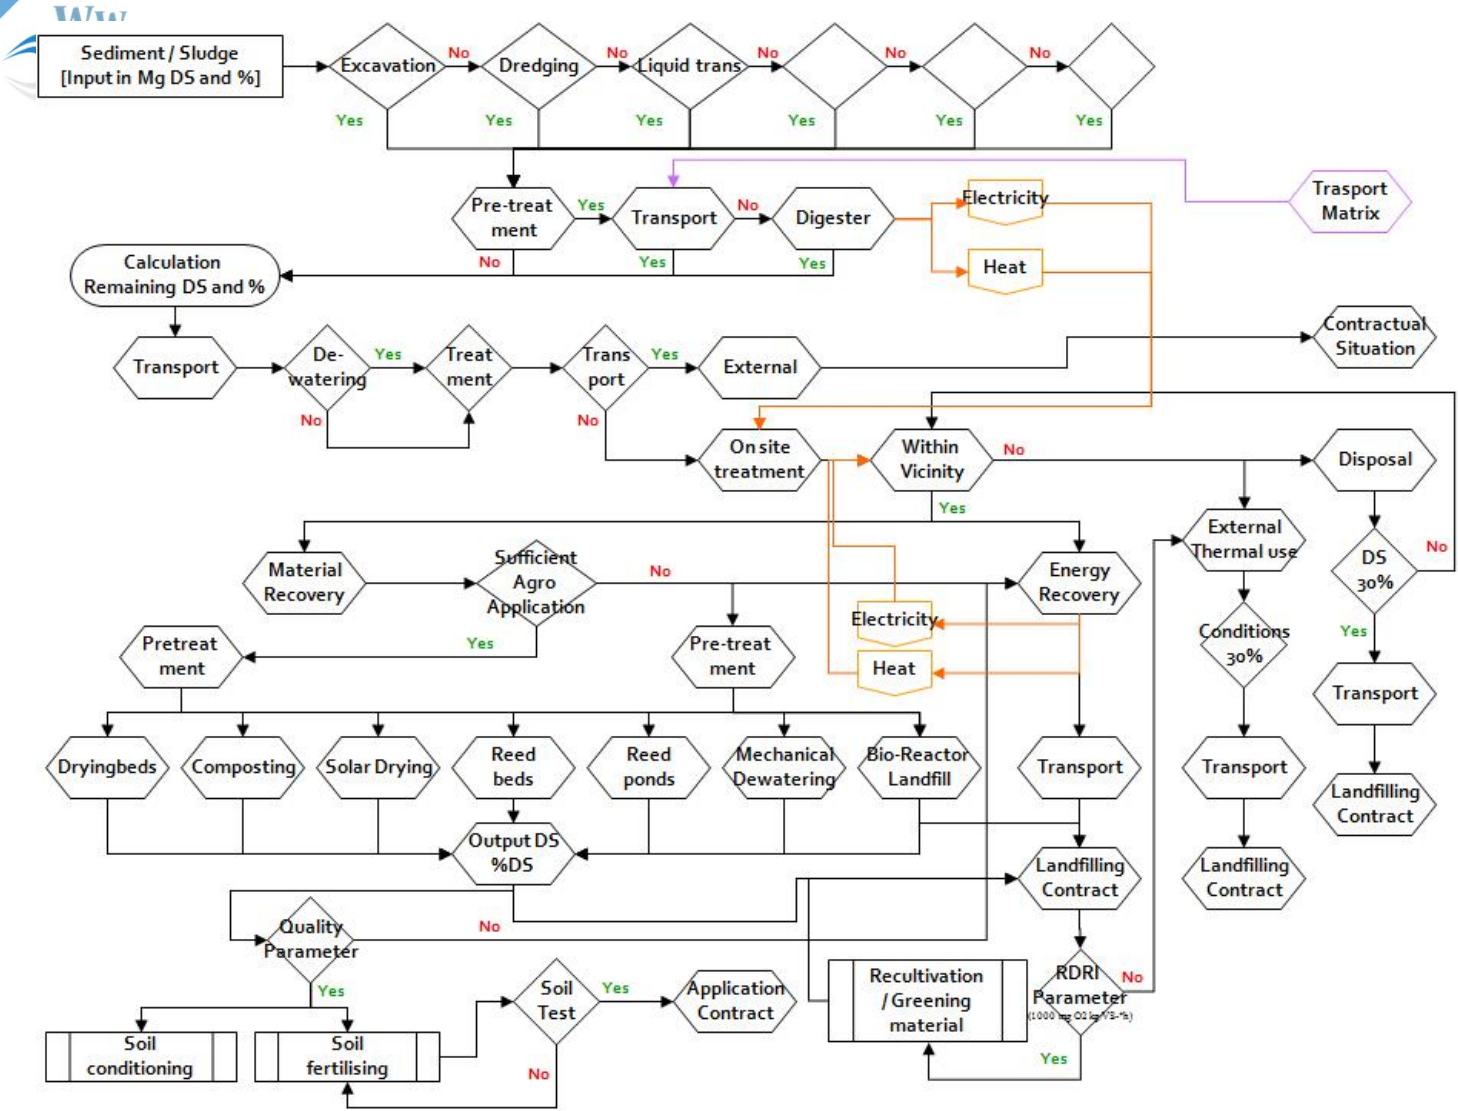 Ww
Sediment / Sludge
[Input in Mg DS and %]
Excavation
No
Dredging
No
Liquid trans
No
No
No
Yes
Yes
Yes
Yes
Yes
Yes
Pre-treat
ment
Yes
Transport
No
Digester
Electricity
Heat
Trasport
Matrix
No
Yes
Yes
Calculation
Remaining DS and %
Transport
De-
watering
Yes
No
Treat
ment
Trans
port
Yes
No
External
Contractual
Situation
On site
treatment
Within
Vicinity
No
Yes
Disposal
External
Thermal use
DS
30%
No
Yes
Material
Recovery
Sufficient
Agro
Application
No
Yes
Energy
Recovery
Electricity
Heat
Conditions
30%
Pretreat
ment
Pre-treat
ment
Transport
Dryingbeds
Composting
Solar Drying
Reed
beds
Reed
ponds
Mechanical
Dewatering
Bio-Reactor
Landfill
Transport
Transport
Landfilling
Contract
Output DS
%DS
Landfilling
Contract
Landfilling
Contract
Quality
Parameter
No
Yes
Soil
Test
Yes
No
Application
Contract
Recultivation
/ Greening
material
RDRI
Parameter
(1000 mg O2 kg VS-¹h)
No
Yes
Soil
conditioning
Soil
fertilising